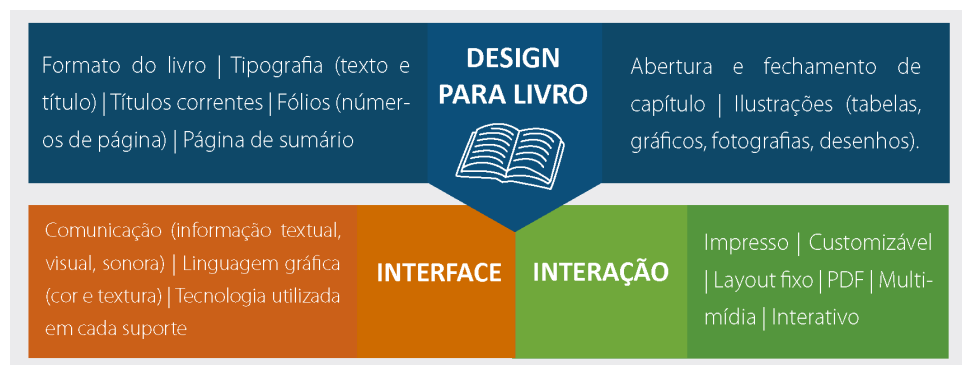 Formato do livro | Tipografia (texto e
título) | Títulos correntes | Fólios (númer-
os de página) | Página de sumário
DESIGN
PARA LIVRO
Abertura e fechamento de
capítulo | Ilustrações (tabelas,
gráficos, fotografias, desenhos).
Comunicação (informação textual,
visual, sonora) | Linguagem gráfica
(cor e textura) | Tecnologia utilizada
em cada suporte
INTERFACE
INTERAÇÃO
Impresso | Customizável
| Layout fixo | PDF | Multi-
mídia | Interativo